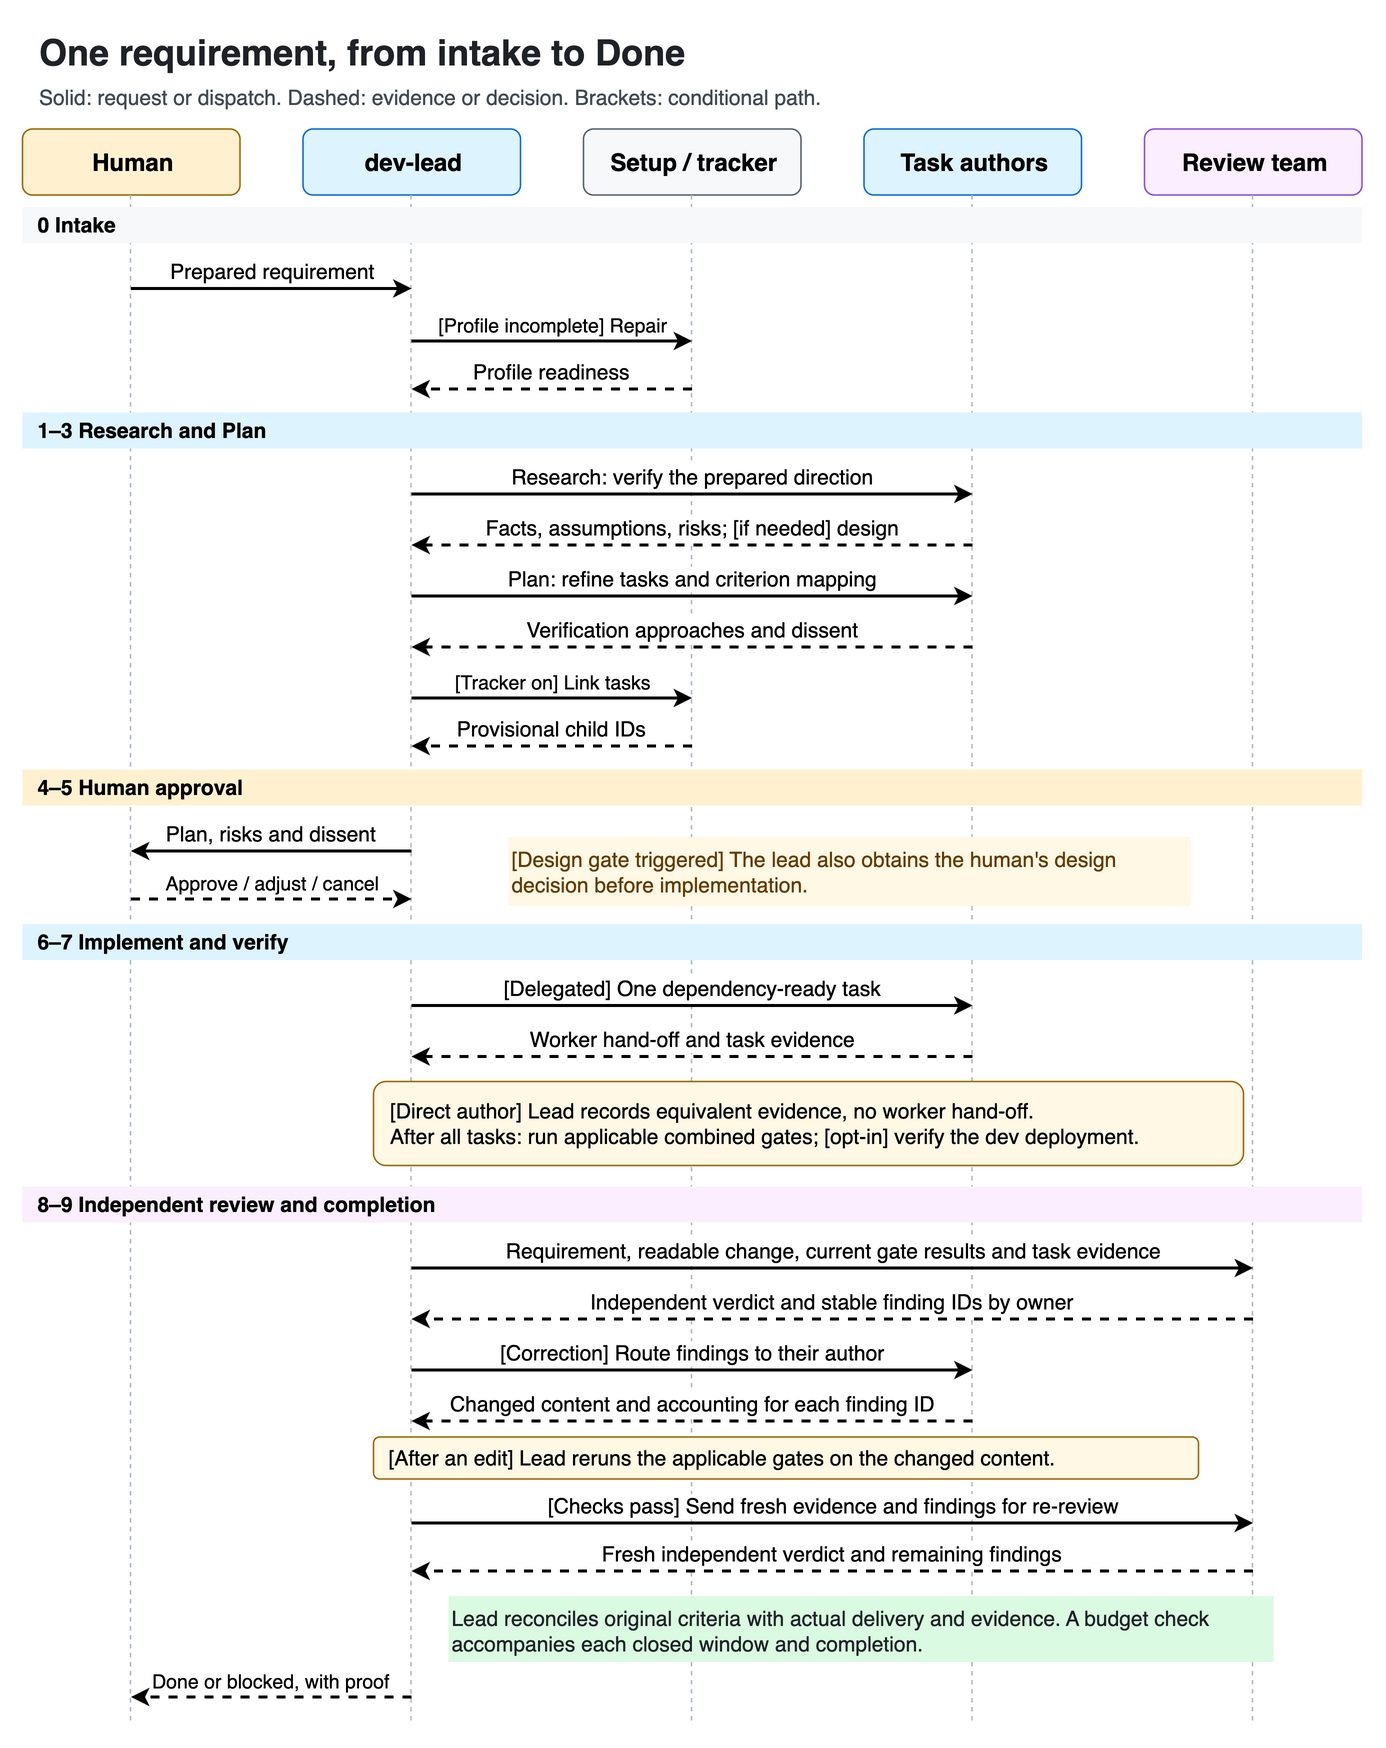 One requirement, from intake to Done
Solid: request or dispatch. Dashed: evidence or decision. Brackets: conditional path.
Human
dev-lead
Setup / tracker
Task authors
Review team
0 Intake
Prepared requirement
[Profile incomplete] Repair
Profile readiness
1–3 Research and Plan
Research: verify the prepared direction
Facts, assumptions, risks; [if needed] design
Plan: refine tasks and criterion mapping
Verification approaches and dissent
[Tracker on] Link tasks
Provisional child IDs
4–5 Human approval
Plan, risks and dissent
[Design gate triggered] The lead also obtains the human's design
decision before implementation.
Approve / adjust / cancel
6–7 Implement and verify
[Delegated] One dependency-ready task
Worker hand-off and task evidence
[Direct author] Lead records equivalent evidence, no worker hand-off.
After all tasks: run applicable combined gates; [opt-in] verify the dev deployment.
8–9 Independent review and completion
Requirement, readable change, current gate results and task evidence
Independent verdict and stable finding IDs by owner
[Correction] Route findings to their author
Changed content and accounting for each finding ID
[After an edit] Lead reruns the applicable gates on the changed content.
[Checks pass] Send fresh evidence and findings for re-review
Fresh independent verdict and remaining findings
Lead reconciles original criteria with actual delivery and evidence. A budget check
accompanies each closed window and completion.
Done or blocked, with proof